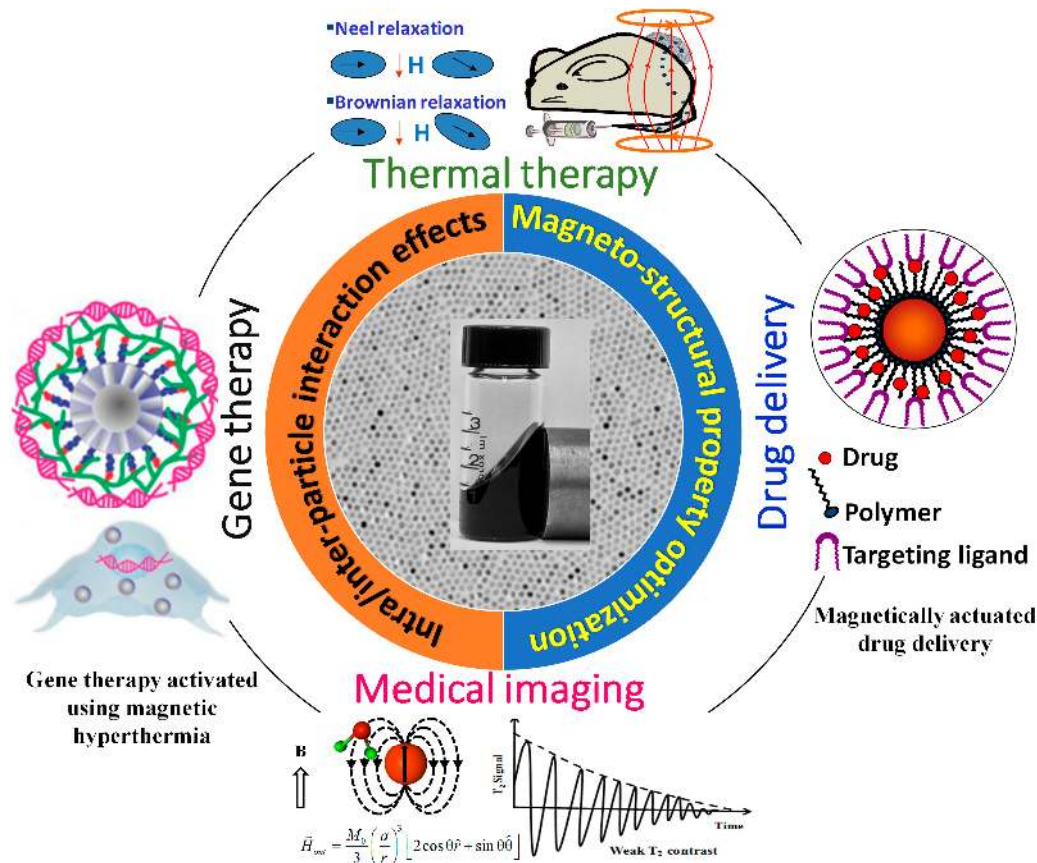 ▪Neel relaxation
H
▪Brownian relaxation
H
Thermal therapy
Intra/inter-particle interaction effects
Magneto-structural property optimization
Gene therapy
Drug delivery
Drug
Polymer
Targeting ligand
Magnetically actuated
drug delivery
Gene therapy activated
using magnetic
hyperthermia
Medical imaging
B
T₂Signal
Time
Weak T₂ contrast